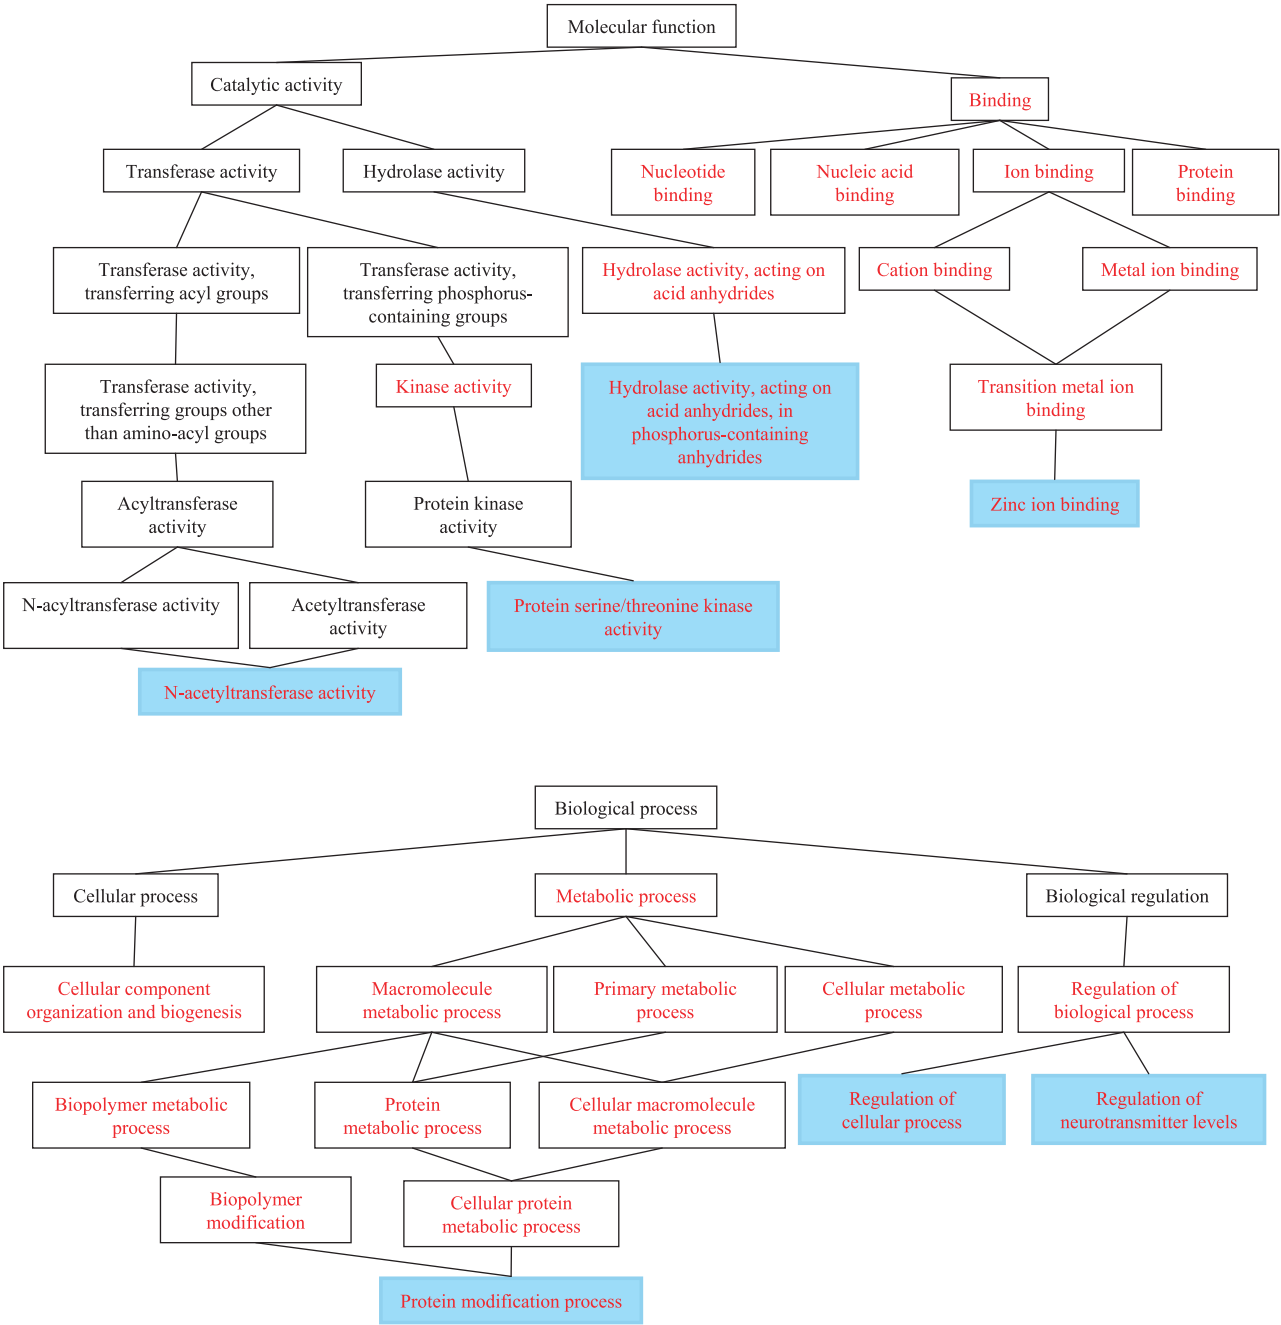 Molecular function
Catalytic activity
Binding
Transferase activity
Hydrolase activity
Nucleotide
binding
Nucleic acid
binding
Ion binding
Protein
binding
Transferase activity,
transferring acyl groups
Transferase activity,
transferring phosphorus-
containing groups
Hydrolase activity, acting on
acid anhydrides
Cation binding
Metal ion binding
Transferase activity,
transferring groups other
than amino-acyl groups
Kinase activity
Hydrolase activity, acting on
acid anhydrides, in
phosphorus-containing
anhydrides
Transition metal ion
binding
Acyltransferase
activity
Protein kinase
activity
Zinc ion binding
N-acyltransferase activity
Acetyltransferase
activity
Protein serine/threonine kinase
activity
N-acetyltransferase activity
Biological process
Cellular process
Metabolic process
Biological regulation
Cellular component
organization and biogenesis
Macromolecule
metabolic process
Primary metabolic
process
Cellular metabolic
process
Regulation of
biological process
Biopolymer metabolic
process
Protein
metabolic process
Cellular macromolecule
metabolic process
Regulation of
cellular process
Regulation of
neurotransmitter levels
Biopolymer
modification
Cellular protein
metabolic process
Protein modification process